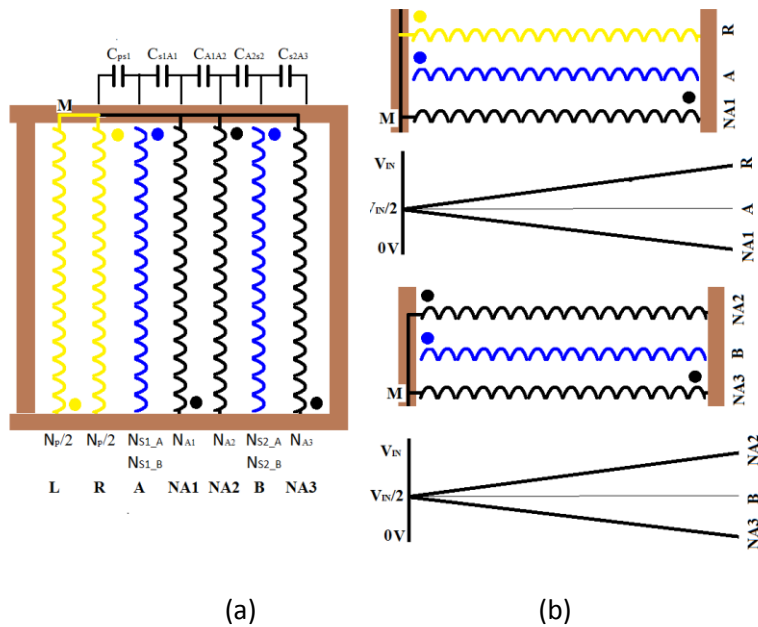 Cps1 Cs1A1 CA1A2 CA2s2 Cs2A3
M
NP/2 NP/2 NS1_A NA1 NA2 NS2_A NA3
NS1_B NS2_B
L R A NA1 NA2 B NA3
(a)
R
A
NA1
M
VIN
VIN/2
0V
R
A
NA1
NA2
B
NA3
M
VIN
VIN/2
0V
NA2
B
NA3
(b)